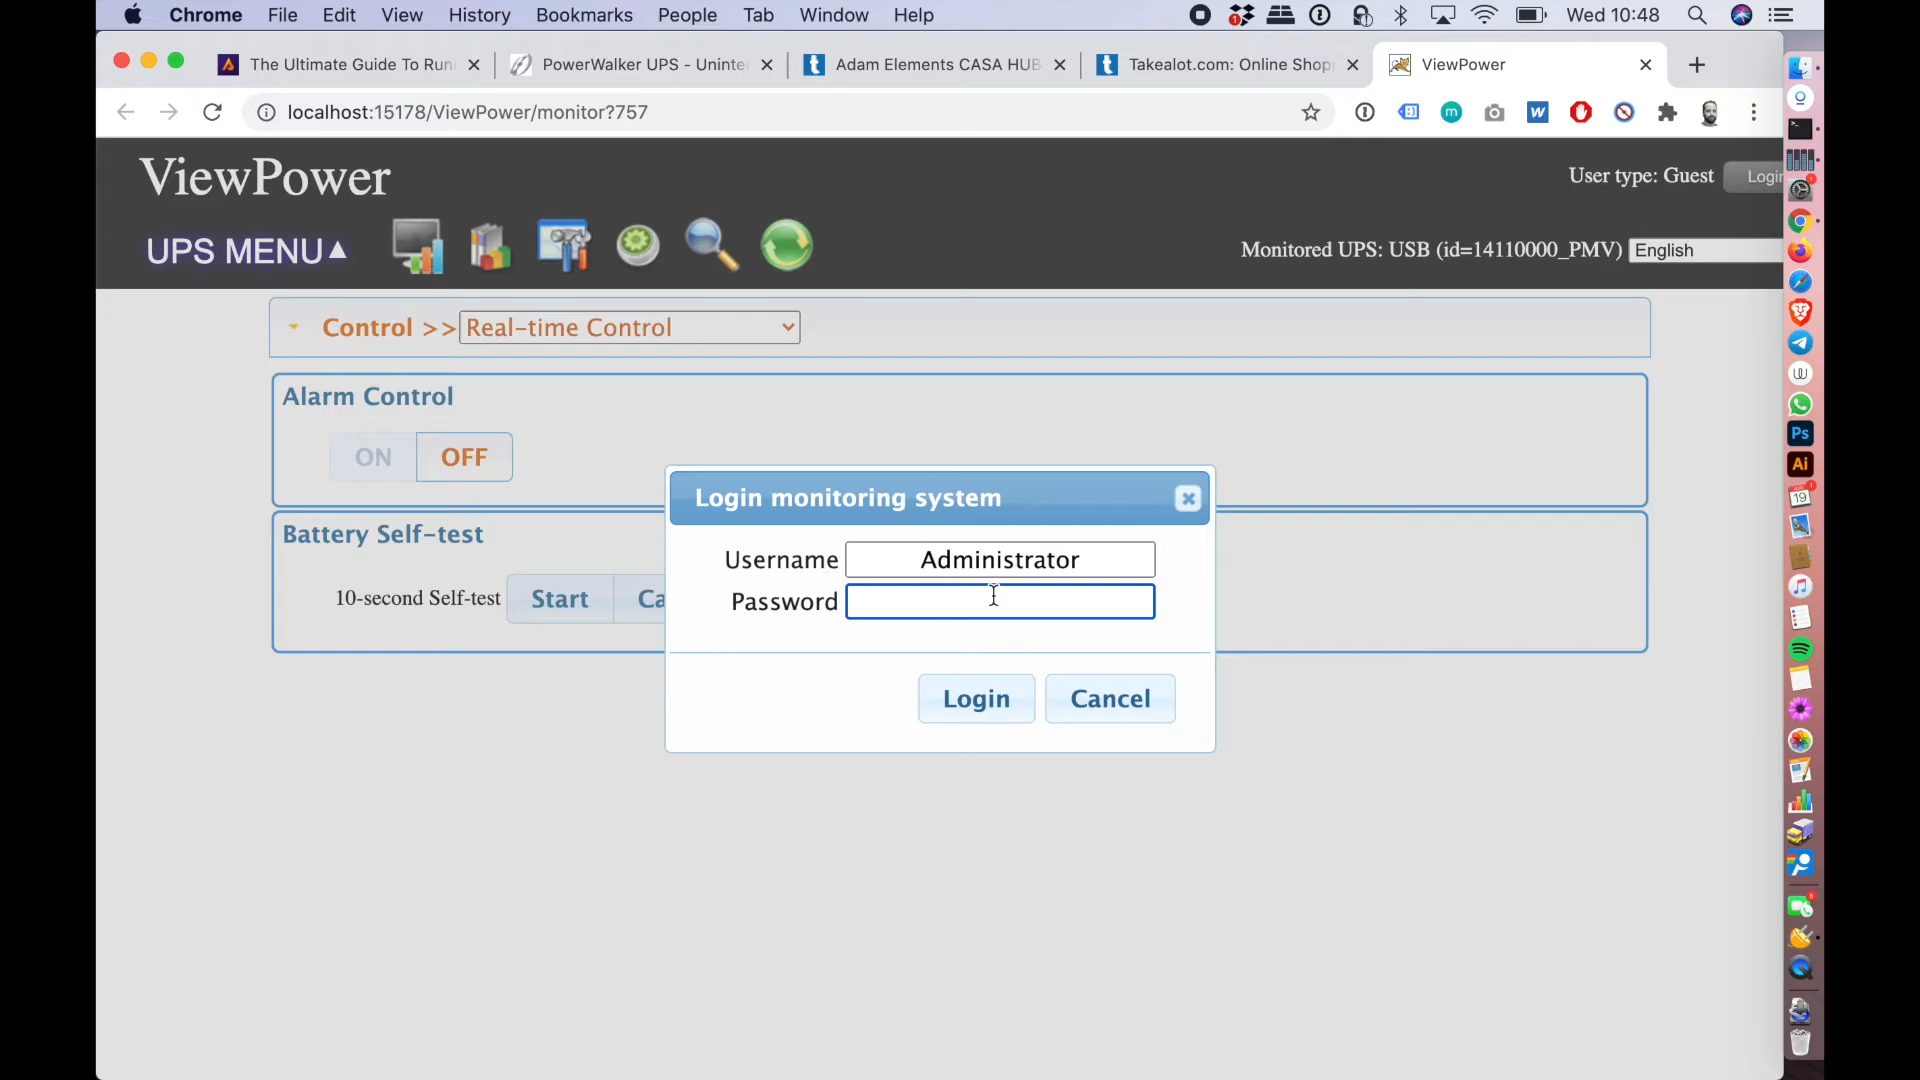 Chrome File Edit View History Bookmarks People Tab Window Help Wed 10:48
The Ultimate Guide To Run PowerWalker UPS - Uninte Adam Elements CASA HUB Takealot.com: Online Shop ViewPower
localhost:15178/ViewPower/monitor?757
ViewPower
User type: Guest Login
UPS MENU
Monitored UPS: USB (id=14110000_PMV) English
Control >> Real-time Control
Alarm Control
ON OFF
Login monitoring system
Battery Self-test
Username Administrator
10-second Self-test Start Ca
Password
Login Cancel